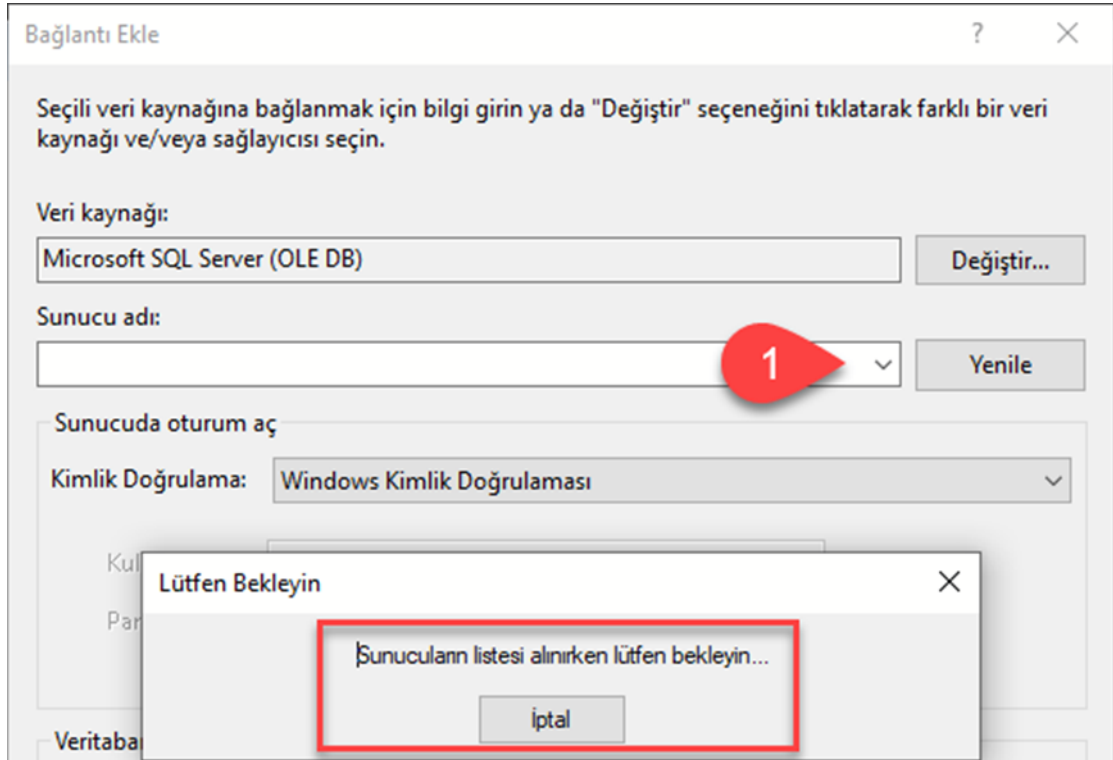 Bağlantı Ekle
Seçili veri kaynağına bağlanmak için bilgi girin ya da "Değiştir" seçeneğini tıklatarak farklı bir veri
kaynağı ve/veya sağlayıcısı seçin.
Veri kaynağı:
Microsoft SQL Server (OLE DB)
Değiştir...
Sunucu adı:
1
Yenile
Sunucuda oturum aç
Kimlik Doğrulama:
Windows Kimlik Doğrulaması
Lütfen Bekleyin
Sunucuların listesi alınırken lütfen bekleyin...
İptal